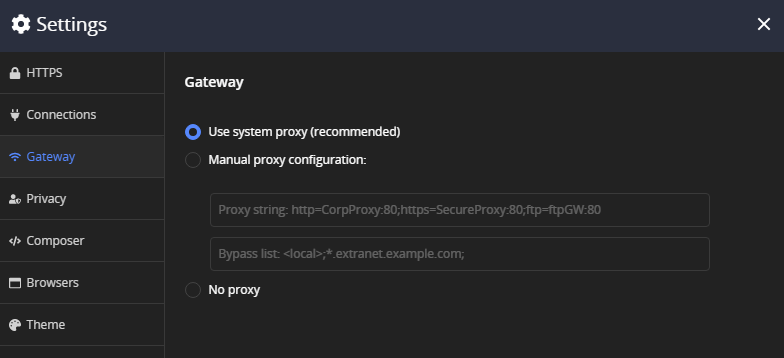 Settings
HTTPS
Connections
Gateway
Privacy
Composer
Browsers
Theme
Gateway
Use system proxy (recommended)
Manual proxy configuration:
Proxy string: http=CorpProxy:80;https=SecureProxy:80;ftp=ftpGW:80
Bypass list: <local>;*.extranet.example.com;
No proxy